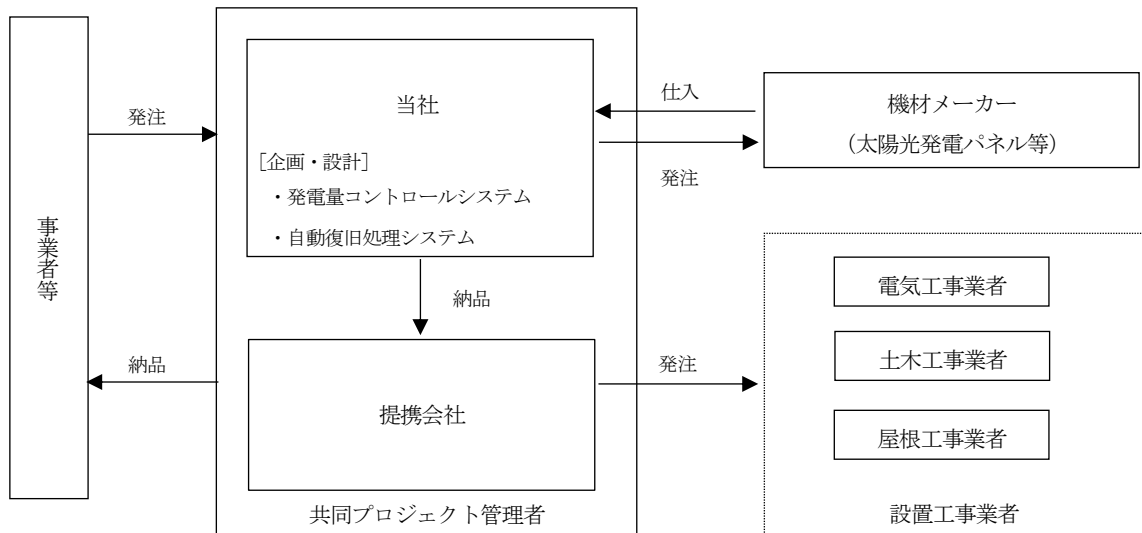 事業者等
発注
納品
当社
[企画・設計]
・発電量コントロールシステム
・自動復旧処理システム
納品
提携会社
共同プロジェクト管理者
仕入
発注
機材メーカー
（太陽光発電パネル等）
発注
電気工事業者
土木工事業者
屋根工事業者
設置工事業者